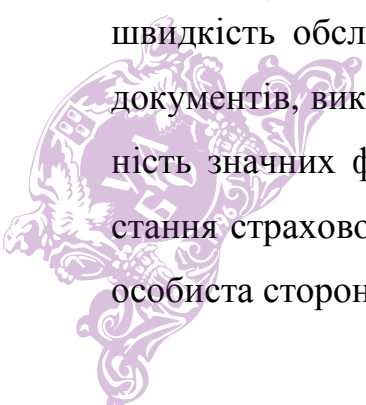 швидкість обсл
документів, вик
ність значних ф
стання страхово
особиста сторон